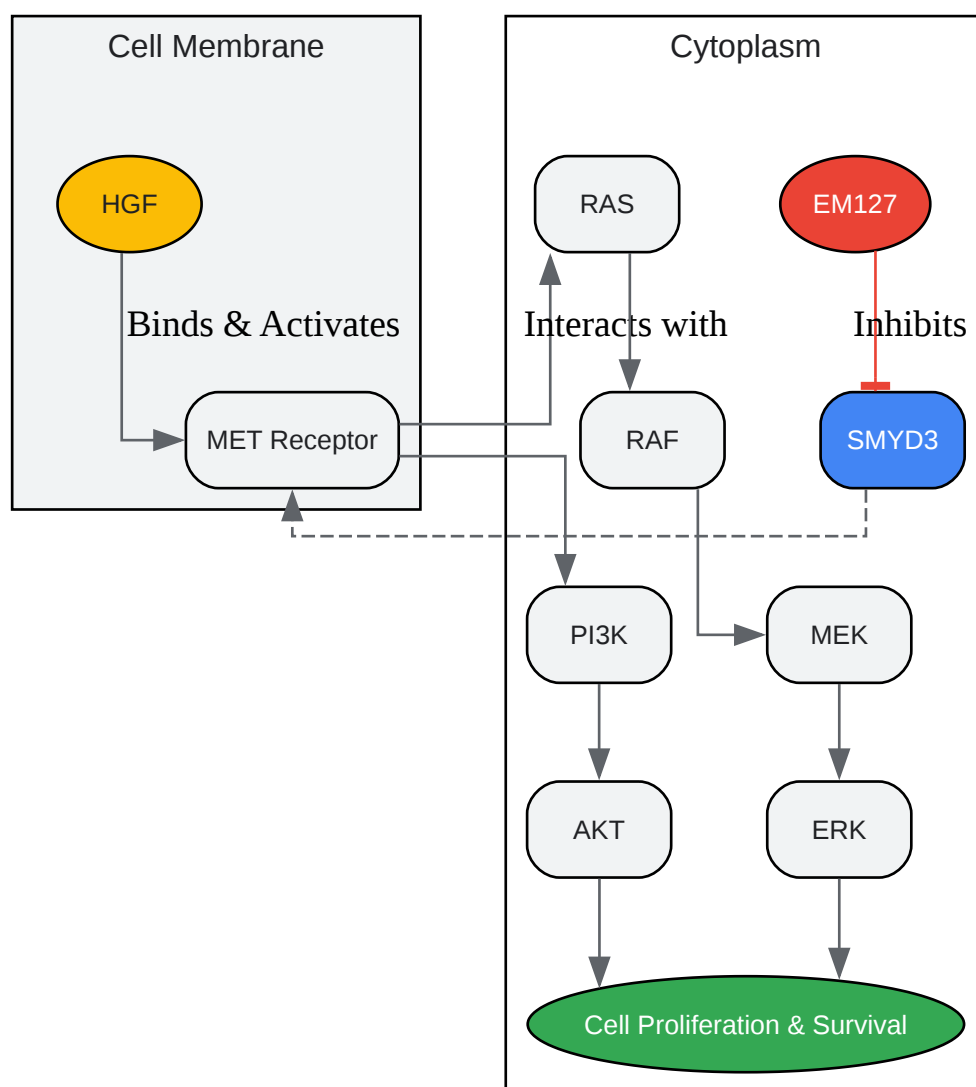 Cell Membrane
Cytoplasm
HGF
RAS
EM127
Binds & Activates
Interacts with
Inhibits
MET Receptor
RAF
SMYD3
PI3K
MEK
AKT
ERK
Cell Proliferation & Survival